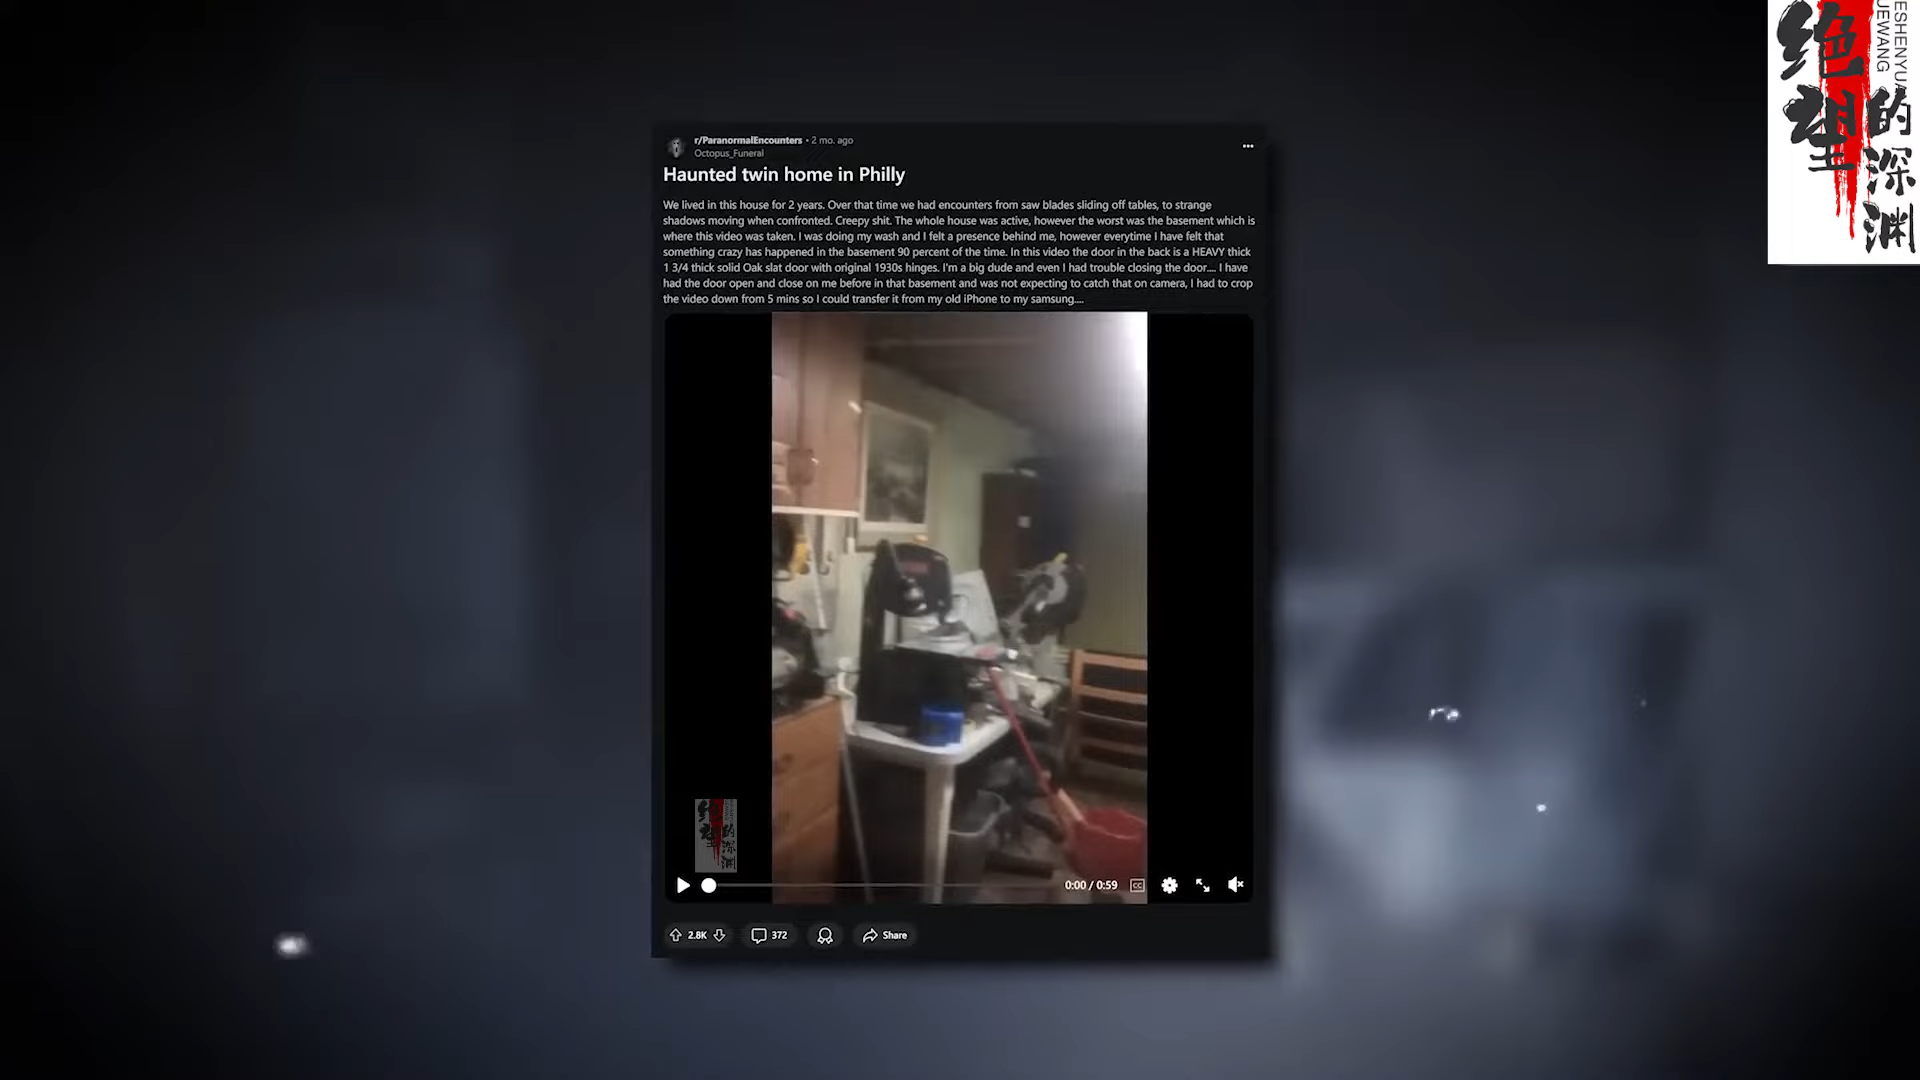 r/ParanormalEncounters • 2 mo. ago
Octopus_Funeral
Haunted twin home in Philly
We lived in this house for 2 years. Over that time we had encounters from saw blades sliding off tables, to strange
shadows moving when confronted. Creepy shit. The whole house was active, however the worst was the basement which is
where this video was taken. I was doing my wash and I felt a presence behind me, however everytime I have felt that
something crazy has happened in the basement 90 percent of the time. In this video the door in the back is a HEAVY thick
1 3/4 thick solid Oak slat door with original 1930s hinges. I'm a big dude and even I had trouble closing the door.... I have
had the door open and close on me before in that basement and was not expecting to catch that on camera, I had to crop
the video down from 5 mins so I could transfer it from my old iPhone to my samsung....
0:00 / 0:59
CC
2.8K
372
Share
绝望
的深渊
UEWANG
ESHENYUA
绝望
的深渊